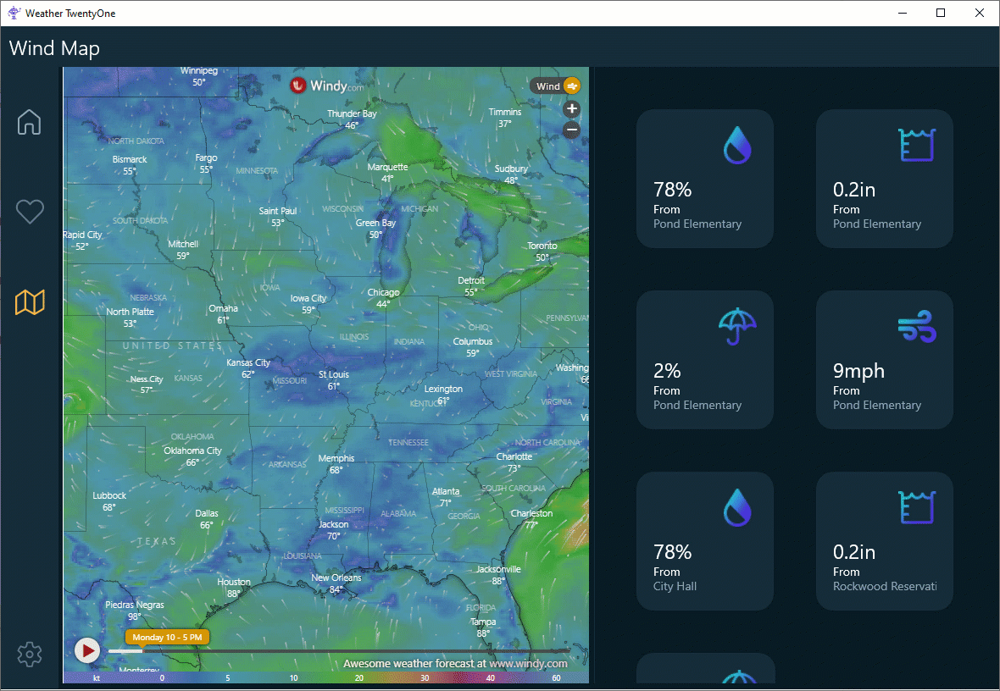 Weather TwentyOne
Wind Map
Winnipeg
50°
Windy.com
Wind
+
−
Thunder Bay
46°
Timmins
37°
NORTH DAKOTA
Bismarck
55°
Fargo
55°
MINNESOTA
Marquette
41°
Sudbury
48°
Saint Paul
53°
WISCONSIN
MICHIGAN
SOUTH DAKOTA
Green Bay
50°
Rapid City
52°
Mitchell
59°
Toronto
50°
Detroit
55°
IOWA
Chicago
44°
NEBRASKA
Iowa City
59°
North Platte
53°
Omaha
61°
PENNSYLVAN
OHIO
ILLINOIS
INDIANA
Columbus
59°
UNITED STATES
Kansas City
62°
St Louis
61°
Washing
66
WEST VIRGINIA
Ness City
57°
KANSAS
MISSOURI
Lexington
61°
KENTUCKY
VIRGINIA
Vi
OKLAHOMA
Oklahoma City
66°
TENNESSEE
NORTH CAROLINA
ARKANSAS
Memphis
68°
Charlotte
73°
Lubbock
68°
Atlanta
71°
SOUTH CAROLINA
Dallas
66°
MISSISSIPPI
ALABAMA
GEORGIA
Charleston
77°
Jackson
70°
TEXAS
LOUISIANA
Houston
88°
New Orleans
84°
Jacksonville
88°
Piedras Negras
98°
FLORIDA
Tampa
88°
Monday 10 - 5 PM
Awesome weather forecast at www.windy.com
Monterrey
kt 0 5 10 20 30 40 60
78%
From
Pond Elementary
0.2in
From
Pond Elementary
2%
From
Pond Elementary
9mph
From
Pond Elementary
78%
From
City Hall
0.2in
From
Rockwood Reservati